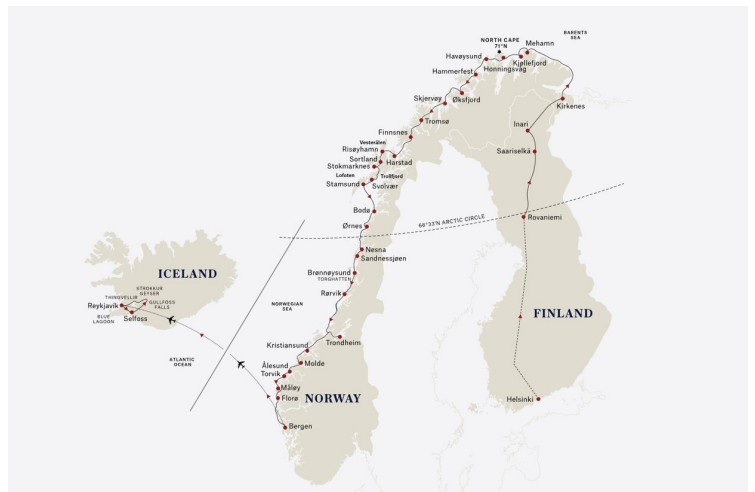 BARENTS
SEA
NORTH CAPE
71°N
Mehamn
Havøysund
Kjøllefjord
Honningsvåg
Hammerfest
Skjervøy
Øksfjord
Kirkenes
Tromsø
Inari
Finnsnes
Vesterålen
Risøyhamn
Saariselkä
Sortland
Harstad
Stokmarknes
Lofoten
Trollfjord
Stamsund
Svolvær
Bodø
66°33'N ARCTIC CIRCLE
Rovaniemi
Ørnes
Nesna
Sandnessjøen
ICELAND
Brønnøysund
TORGHATTEN
STROKKUR
GEYSER
THINGVELLIR
Rørvik
GULLFOSS
FALLS
Reykjavík
NORWEGIAN
SEA
BLUE
LAGOON
Selfoss
FINLAND
Trondheim
Kristiansund
ATLANTIC
OCEAN
Molde
Ålesund
Torvik
Måløy
Florø
NORWAY
Helsinki
Bergen